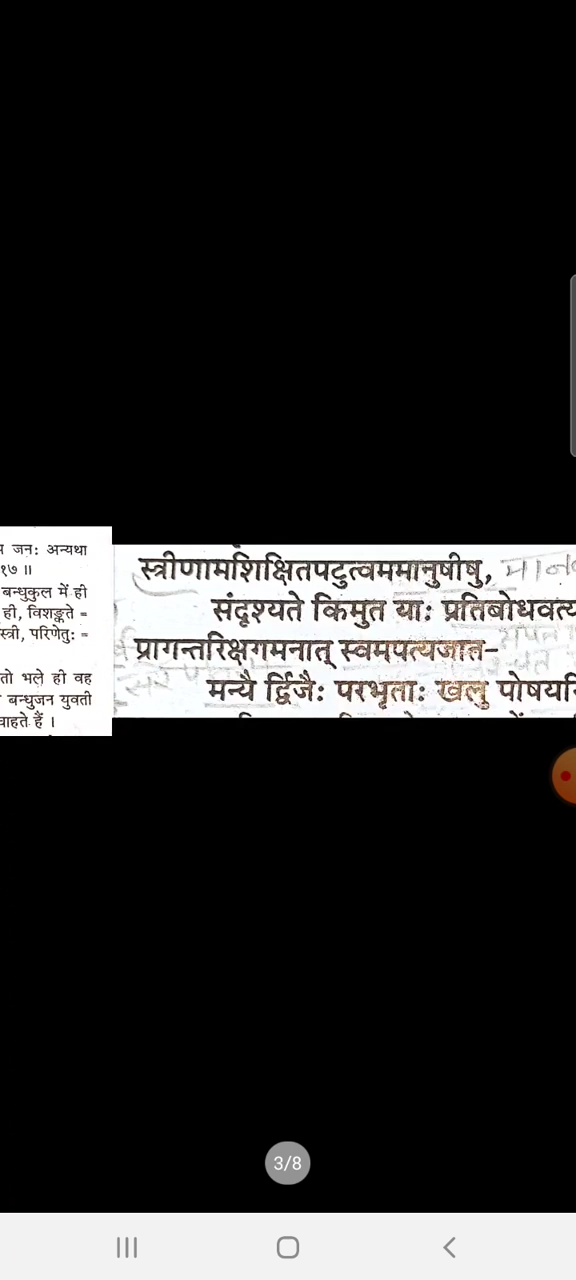 जन: अन्यथा
१७ ॥
बन्धुकुल में ही
ही, विशङ्कते =
स्त्री, परिणेतु: =
तो भले ही वह
बन्धुजन युवती
चाहते हैं ।
स्त्रीणामशिक्षितपटुत्वममानुषीषु,
संदृश्यते किमुत या: प्रतिबोधवत्य
प्रागन्तरिक्षगमनात् स्वमपत्यजात-
मन्यै द्विजै: परभृता: खलु पोषयन्ति
3/8